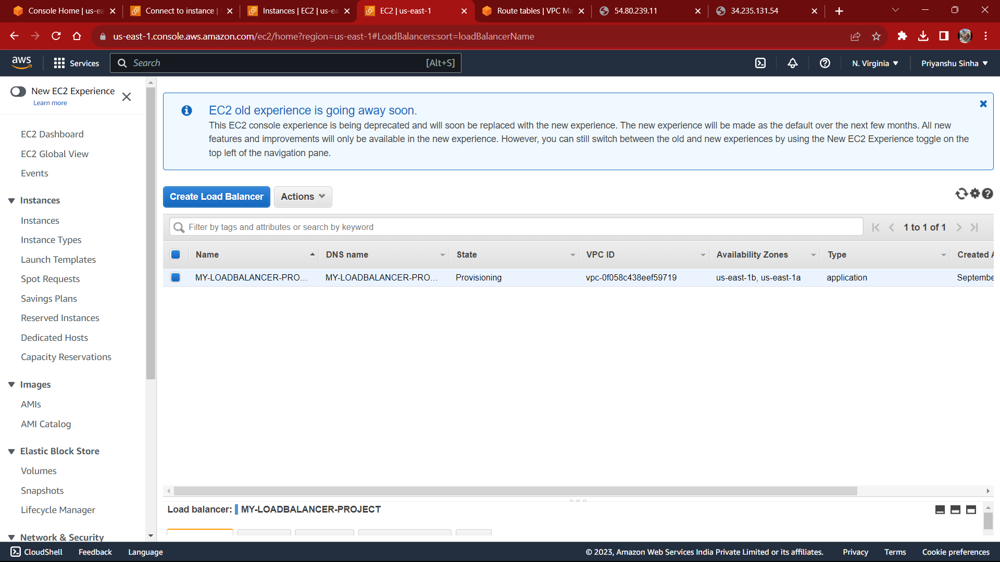 Console Home | us-ea
Connect to instance |
Instances | EC2 | us-ea
EC2 | us-east-1
Route tables | VPC Ma
54.80.239.11
34.235.131.54
us-east-1.console.aws.amazon.com/ec2/home?region=us-east-1#LoadBalancers:sort=loadBalancerName
aws
Services
Search
[Alt+S]
N. Virginia
Priyanshu Sinha
New EC2 Experience
Learn more
EC2 Dashboard
EC2 Global View
Events
Instances
Instances
Instance Types
Launch Templates
Spot Requests
Savings Plans
Reserved Instances
Dedicated Hosts
Capacity Reservations
Images
AMIs
AMI Catalog
Elastic Block Store
Volumes
Snapshots
Lifecycle Manager
Network & Security
EC2 old experience is going away soon.
This EC2 console experience is being deprecated and will soon be replaced with the new experience. The new experience will be made as the default over the next few months. All new
features and improvements will only be available in the new experience. However, you can still switch between the old and new experiences by using the New EC2 Experience toggle on the
top left of the navigation pane.
Create Load Balancer
Actions
Filter by tags and attributes or search by keyword
1 to 1 of 1
Name DNS name State VPC ID Availability Zones Type Created A
MY-LOADBALANCER-PRO... MY-LOADBALANCER-PRO... Provisioning vpc-0f058c438eef59719 us-east-1b, us-east-1a application Septembe
Load balancer: MY-LOADBALANCER-PROJECT
CloudShell
Feedback
Language
© 2023, Amazon Web Services India Private Limited or its affiliates.
Privacy
Terms
Cookie preferences